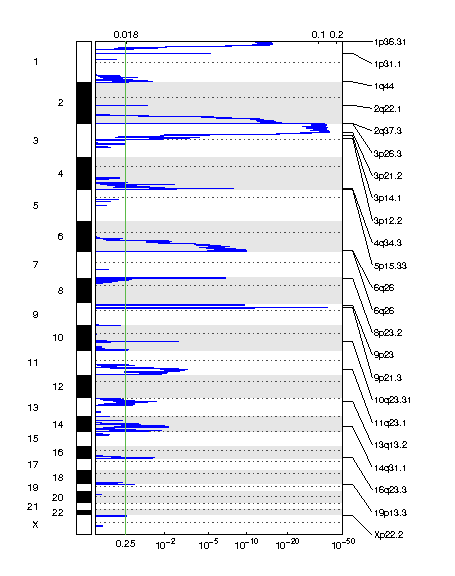 0.018 0.1 0.2
1
2
3
4
5
6
7
8
9
10
11
12
13
14
15
16
17
18
19
20
21
22
X
1p36.31
1p31.1
1q44
2q22.1
2q37.3
3p26.3
3p21.2
3p14.1
3p12.2
4q34.3
5p15.33
6q26
6q26
8p23.2
9p23
9p21.3
10q23.31
11q23.1
13q13.2
14q31.1
16q23.3
19p13.3
Xp22.2
0.25 10⁻² 10⁻⁵ 10⁻¹⁰ 10⁻²⁰ 10⁻⁵⁰